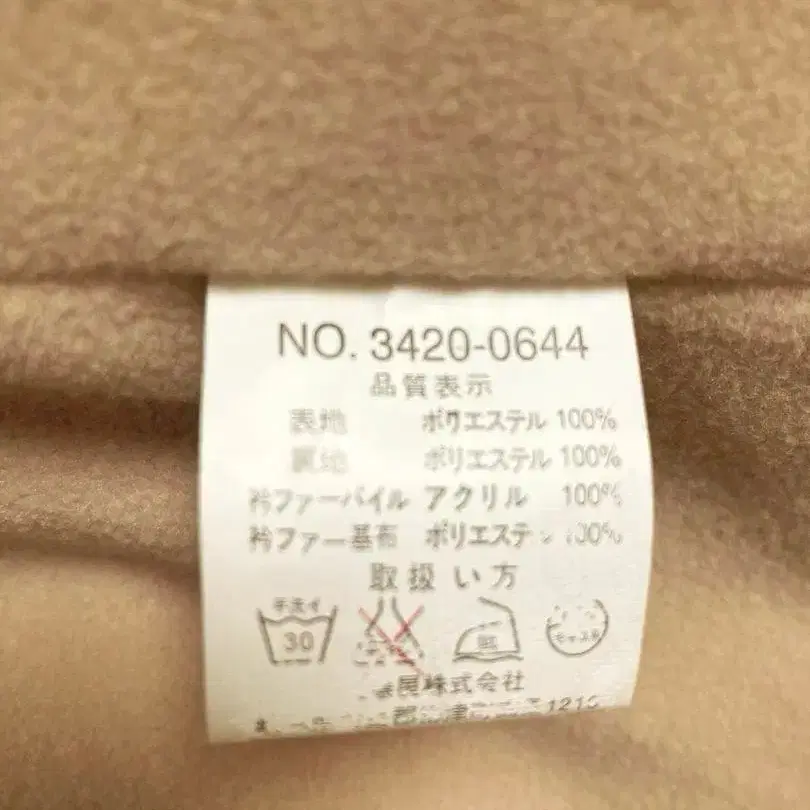 NO. 3420-0644
品質表示
表地 ポリエステル 100%
裏地 ポリエステル 100%
衿ファーパイル アクリル 100%
衿ファー基布 ポリエステ 100%
取扱い方
手洗イ
30
株式会社
1215